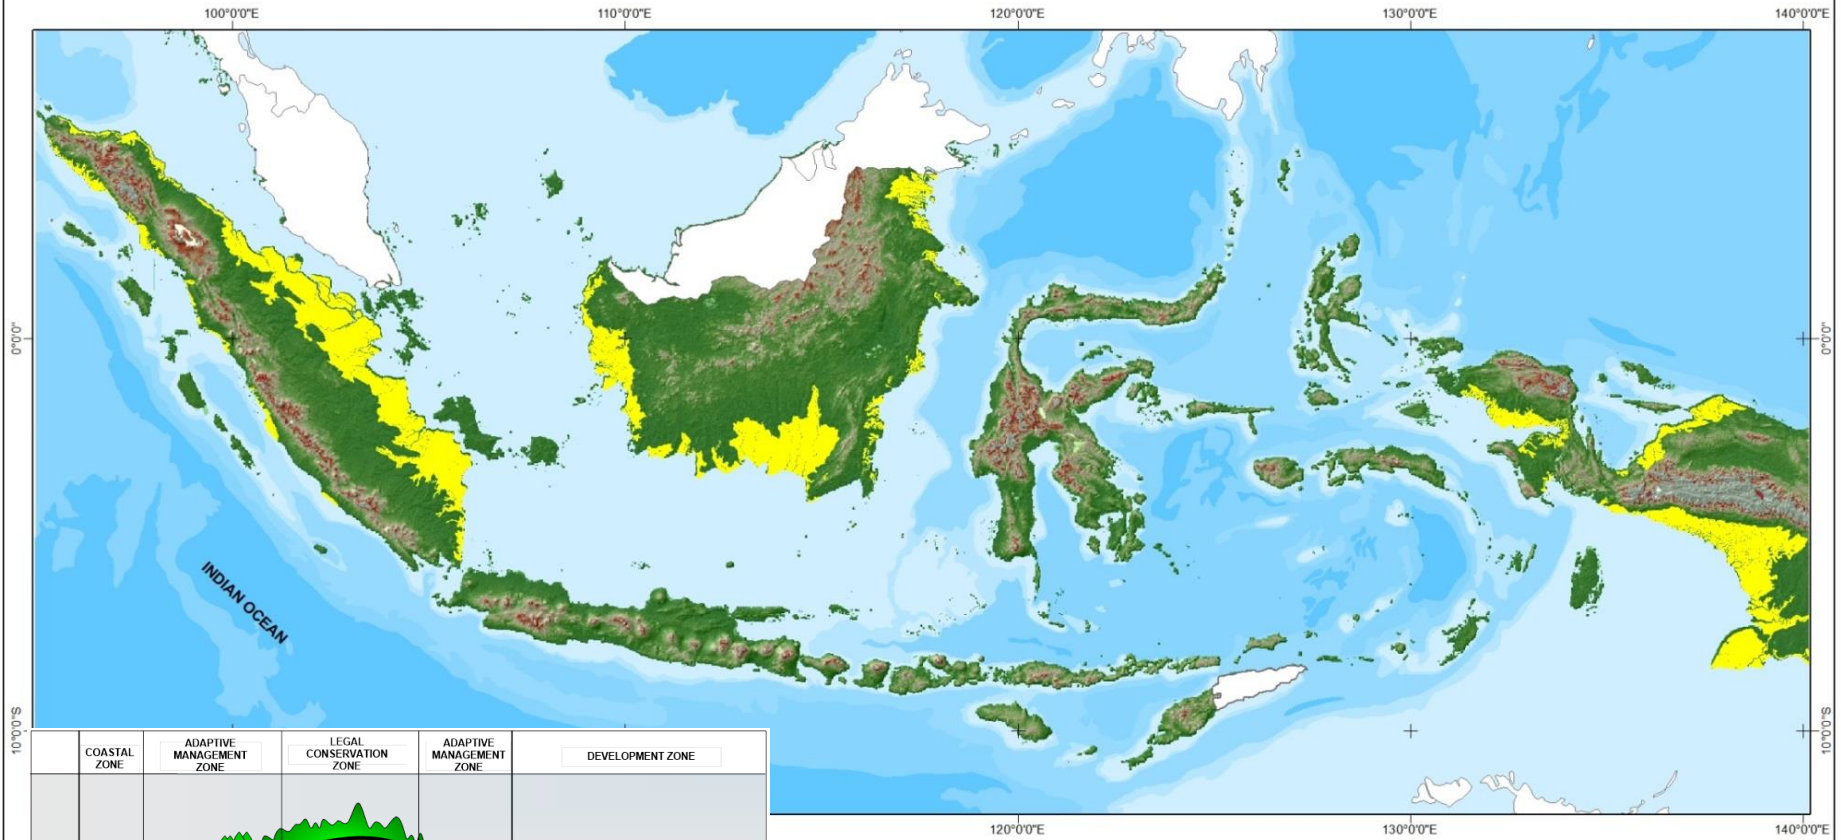 100°0'0"E
110°0'0"E
120°0'0"E
130°0'0"E
140°0'0"E
0°0'0"
0°0'0"
INDIAN OCEAN
10°0'0"S
10°0'0"S
COASTAL
ZONE
ADAPTIVE
MANAGEMENT
ZONE
LEGAL
CONSERVATION
ZONE
ADAPTIVE
MANAGEMENT
ZONE
DEVELOPMENT ZONE
120°0'0"E
130°0'0"E
140°0'0"E